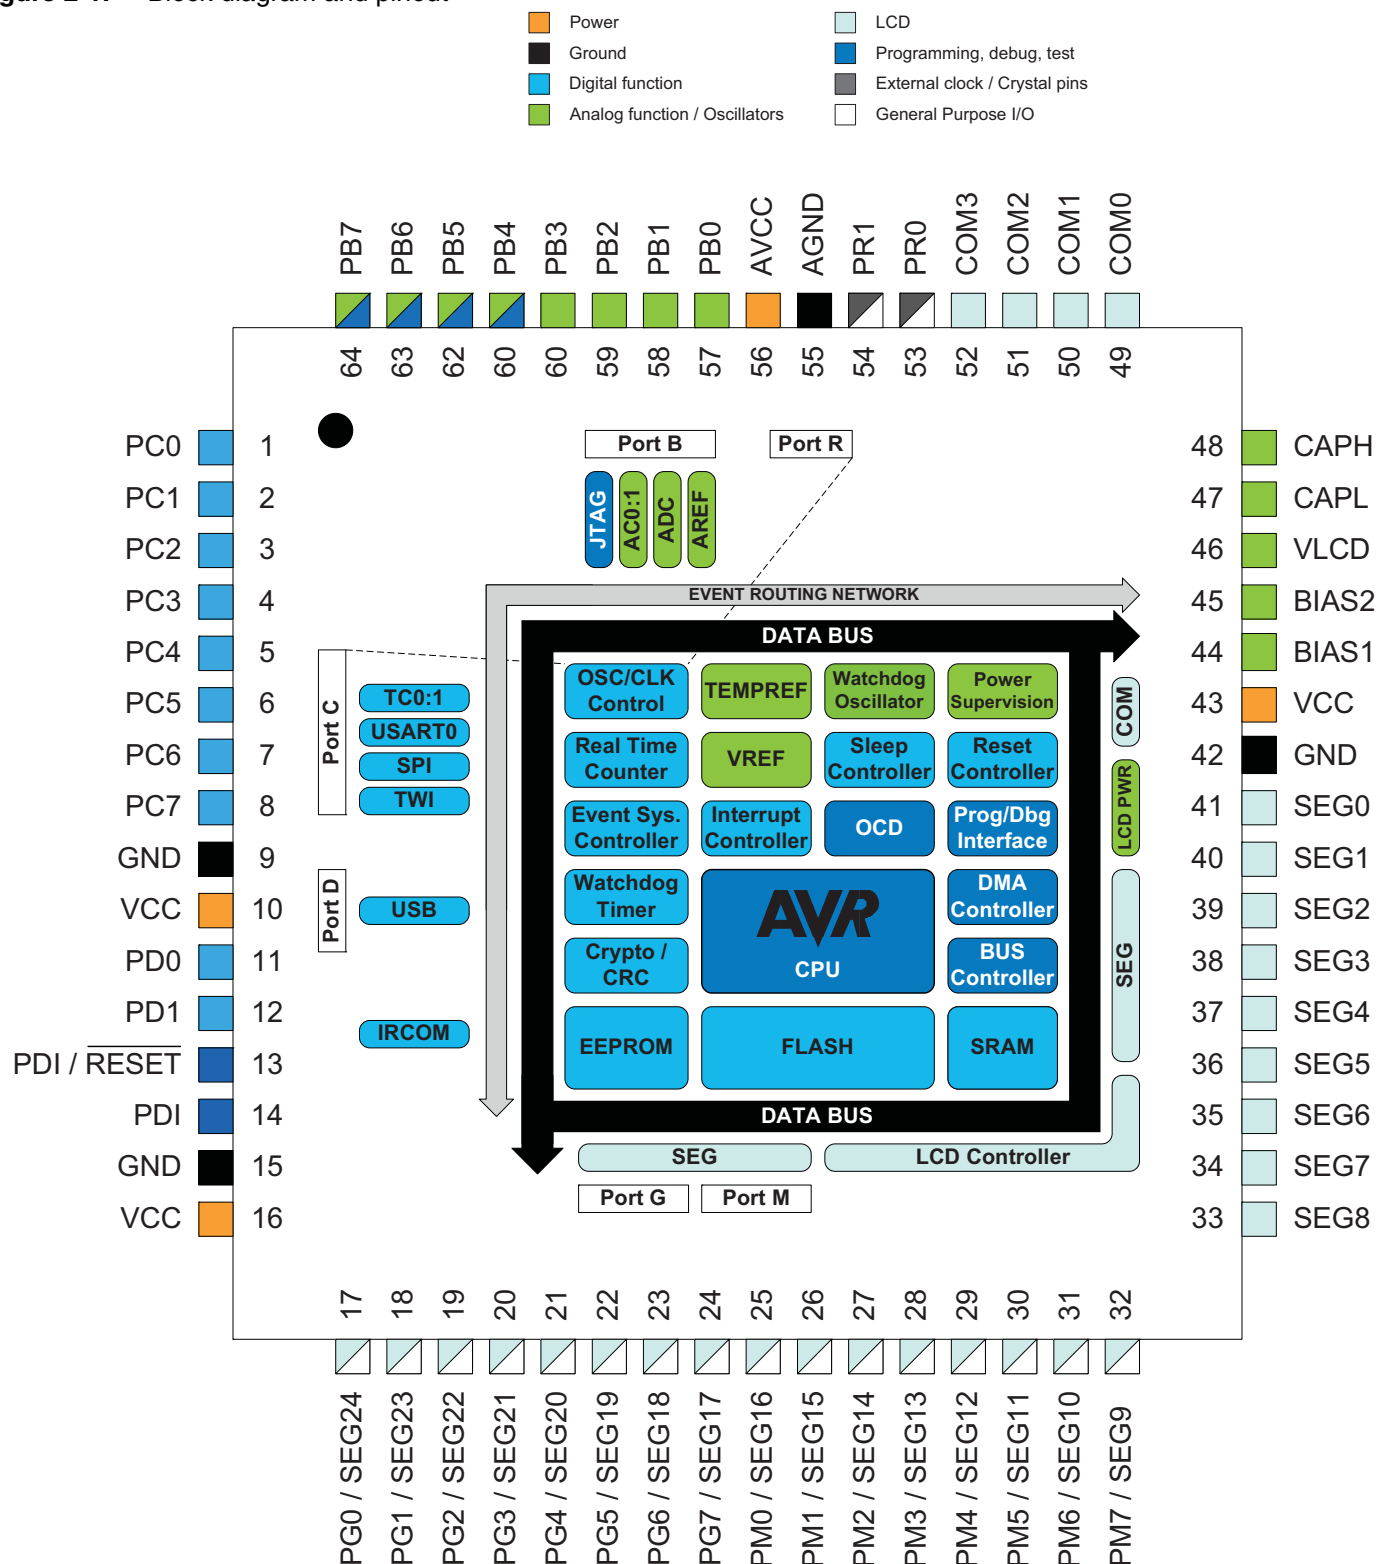 gure 2-1. Block diagram and pinout
Power
Ground
Digital function
Analog function / Oscillators
LCD
Programming, debug, test
External clock / Crystal pins
General Purpose I/O
PB7
PB6
PB5
PB4
PB3
PB2
PB1
PB0
AVCC
AGND
PR1
PR0
COM3
COM2
COM1
COM0
64
63
62
60
60
59
58
57
56
55
54
53
52
51
50
49
PC0 1
PC1 2
PC2 3
PC3 4
PC4 5
PC5 6
PC6 7
PC7 8
GND 9
VCC 10
PD0 11
PD1 12
PDI / RESET 13
PDI 14
GND 15
VCC 16
Port B
Port R
JTAG
AC0:1
ADC
AREF
EVENT ROUTING NETWORK
DATA BUS
Port C
TC0:1
USART0
SPI
TWI
Port D
USB
IRCOM
OSC/CLK
Control
TEMPREF
Watchdog
Oscillator
Power
Supervision
Real Time
Counter
VREF
Sleep
Controller
Reset
Controller
Event Sys.
Controller
Interrupt
Controller
OCD
Prog/Dbg
Interface
Watchdog
Timer
AVR
CPU
DMA
Controller
Crypto /
CRC
BUS
Controller
EEPROM
FLASH
SRAM
DATA BUS
COM
LCD PWR
SEG
SEG
LCD Controller
Port G
Port M
48 CAPH
47 CAPL
46 VLCD
45 BIAS2
44 BIAS1
43 VCC
42 GND
41 SEG0
40 SEG1
39 SEG2
38 SEG3
37 SEG4
36 SEG5
35 SEG6
34 SEG7
33 SEG8
17
18
19
20
21
22
23
24
25
26
27
28
29
30
31
32
PG0 / SEG24
PG1 / SEG23
PG2 / SEG22
PG3 / SEG21
PG4 / SEG20
PG5 / SEG19
PG6 / SEG18
PG7 / SEG17
PM0 / SEG16
PM1 / SEG15
PM2 / SEG14
PM3 / SEG13
PM4 / SEG12
PM5 / SEG11
PM6 / SEG10
PM7 / SEG9